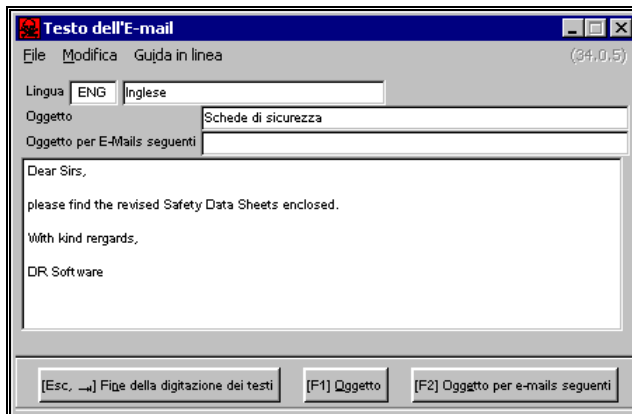 Testo dell'E-mail
File Modifica Guida in linea (34.0.5)
Lingua ENG Inglese
Oggetto Schede di sicurezza
Oggetto per E-Mails seguenti
Dear Sirs,
please find the revised Safety Data Sheets enclosed.
With kind rergards,
DR Software
[Esc, →] Fine della digitazione dei testi [F1] Oggetto [F2] Oggetto per e-mails seguenti